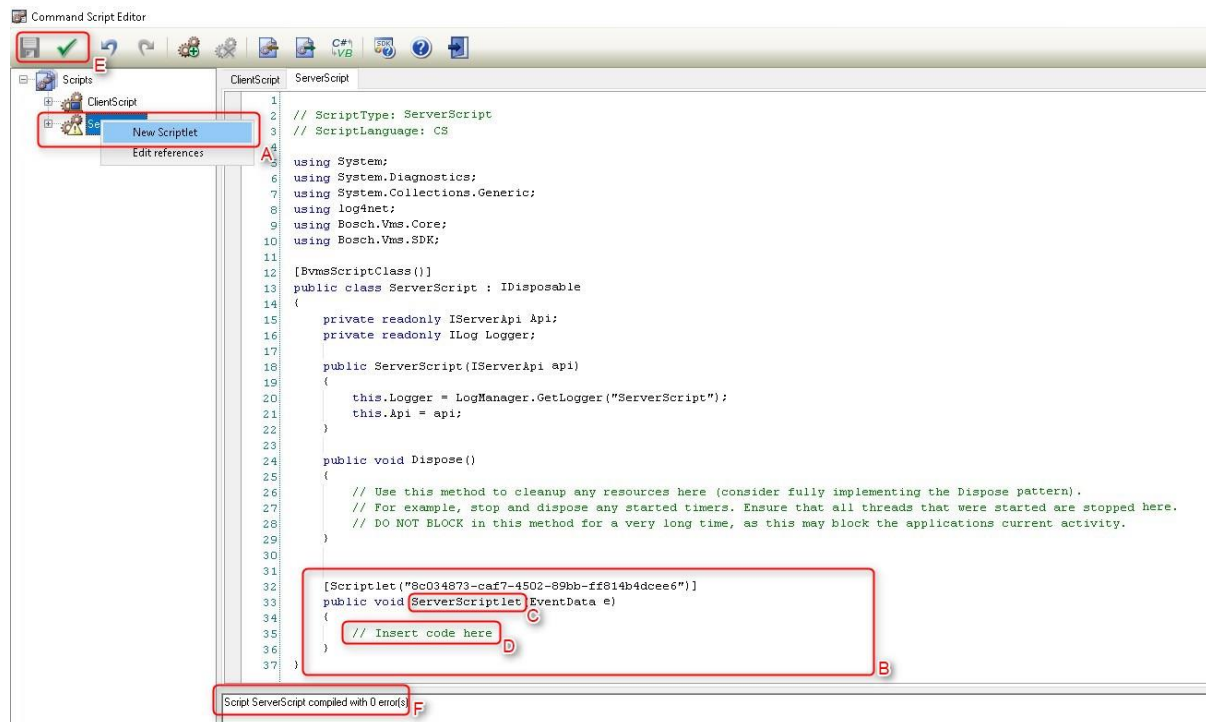 Command Script Editor
C#
VB
SDK
E
Scripts
ClientScript
Se
New Scriptlet
Edit references
A
ClientScript ServerScript
1
2 // ScriptType: ServerScript
3 // ScriptLanguage: CS
4
5 using System;
6 using System.Diagnostics;
7 using System.Collections.Generic;
8 using log4net;
9 using Bosch.Vms.Core;
10 using Bosch.Vms.SDK;
11
12 [BvmsScriptClass()]
13 public class ServerScript : IDisposable
14 {
15 private readonly IServerApi Api;
16 private readonly ILog Logger;
17
18 public ServerScript(IServerApi api)
19 {
20 this.Logger = LogManager.GetLogger("ServerScript");
21 this.Api = api;
22 }
23
24 public void Dispose()
25 {
26 // Use this method to cleanup any resources here (consider fully implementing the Dispose pattern).
27 // For example, stop and dispose any started timers. Ensure that all threads that were started are stopped here.
28 // DO NOT BLOCK in this method for a very long time, as this may block the applications current activity.
29 }
30
31
32 [Scriptlet("8c034873-caf7-4502-89bb-ff814b4dcee6")]
33 public void ServerScriptlet(EventData e)
C
34 {
35 // Insert code here
D
36 }
37 }
B
Script ServerScript compiled with 0 error(s)
F